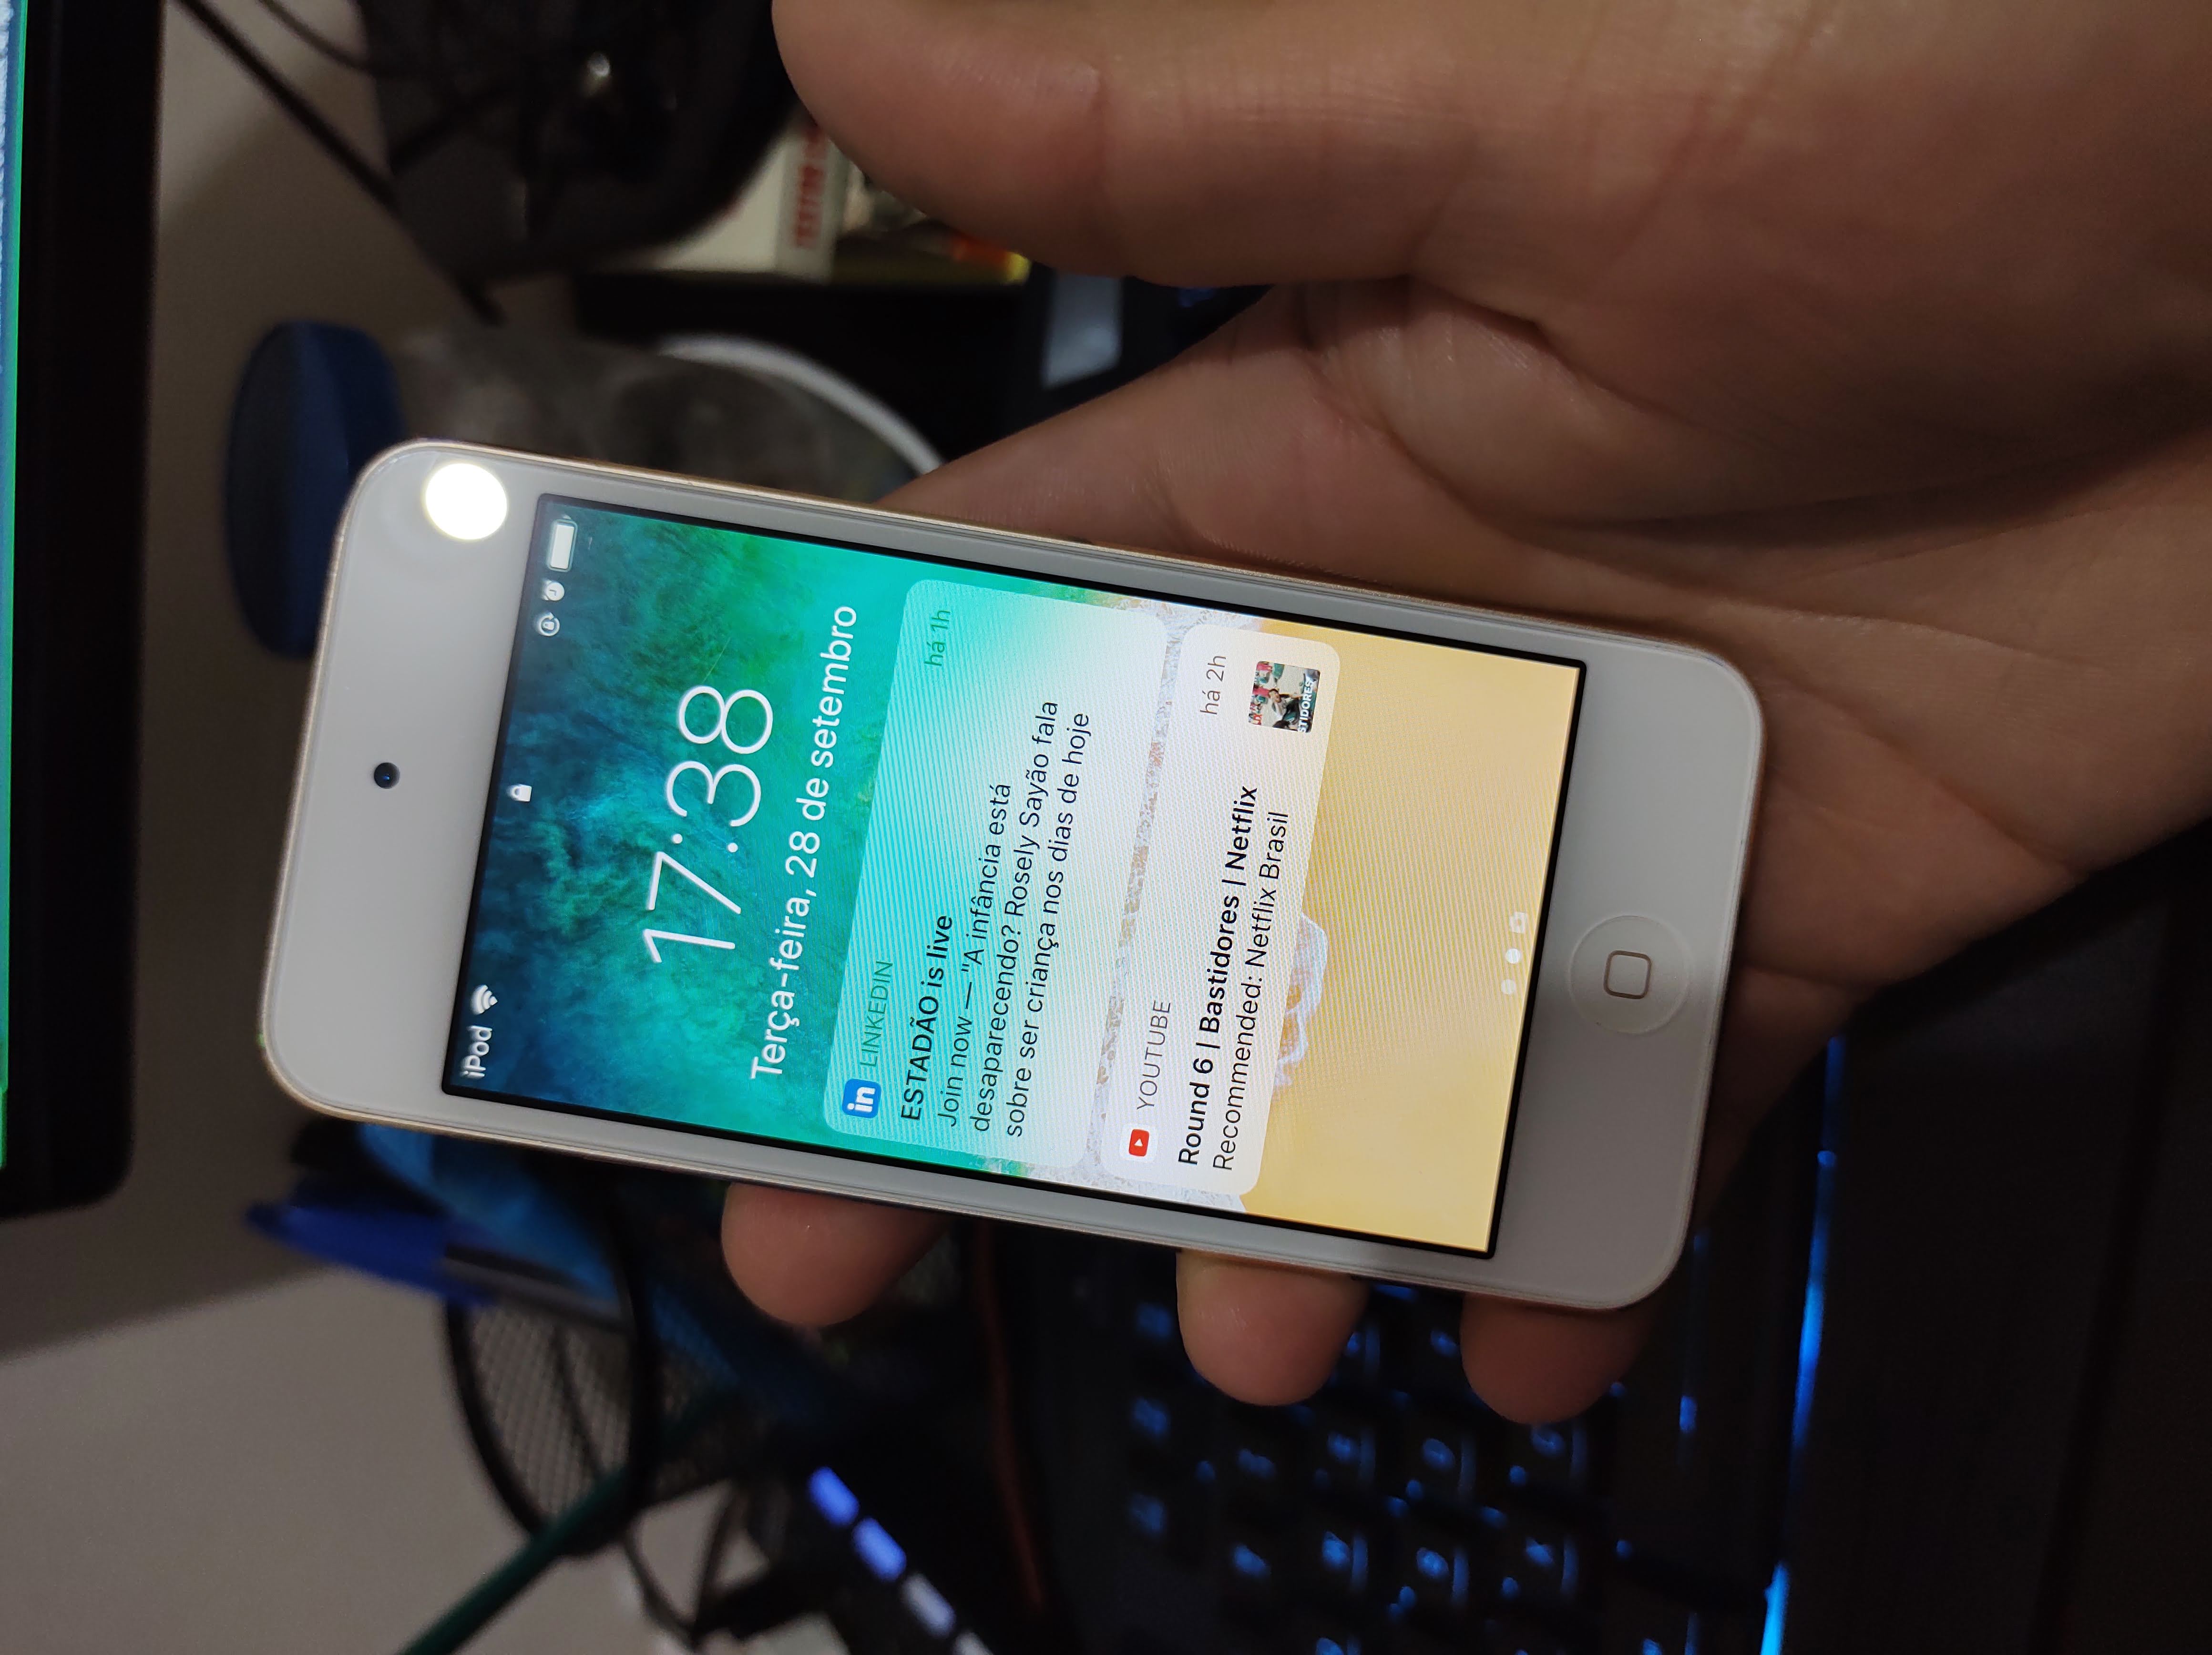 iPod
17:38
Terça-feira, 28 de setembro
in LINKEDIN
há 1h
ESTADÃO is live
Join now — "A infância está
desaparecendo? Rosely Sayão fala
sobre ser criança nos dias de hoje
YOUTUBE
há 2h
Round 6 | Bastidores | Netflix
Recommended: Netflix Brasil
STIDORES